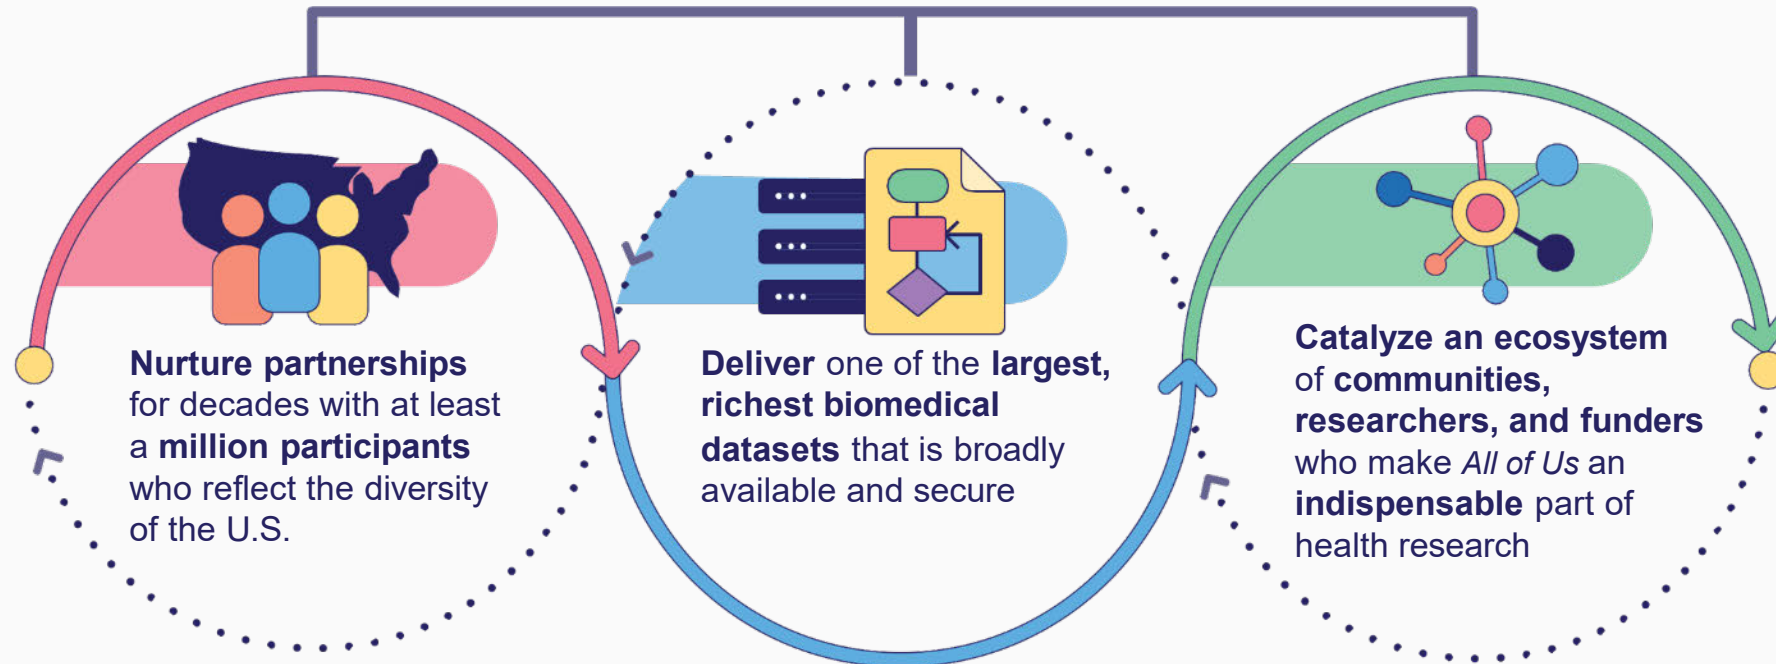 Nurture partnerships
for decades with at least
a million participants
who reflect the diversity
of the U.S.
Deliver one of the largest,
richest biomedical
datasets that is broadly
available and secure
Catalyze an ecosystem
of communities,
researchers, and funders
who make All of Us an
indispensable part of
health research